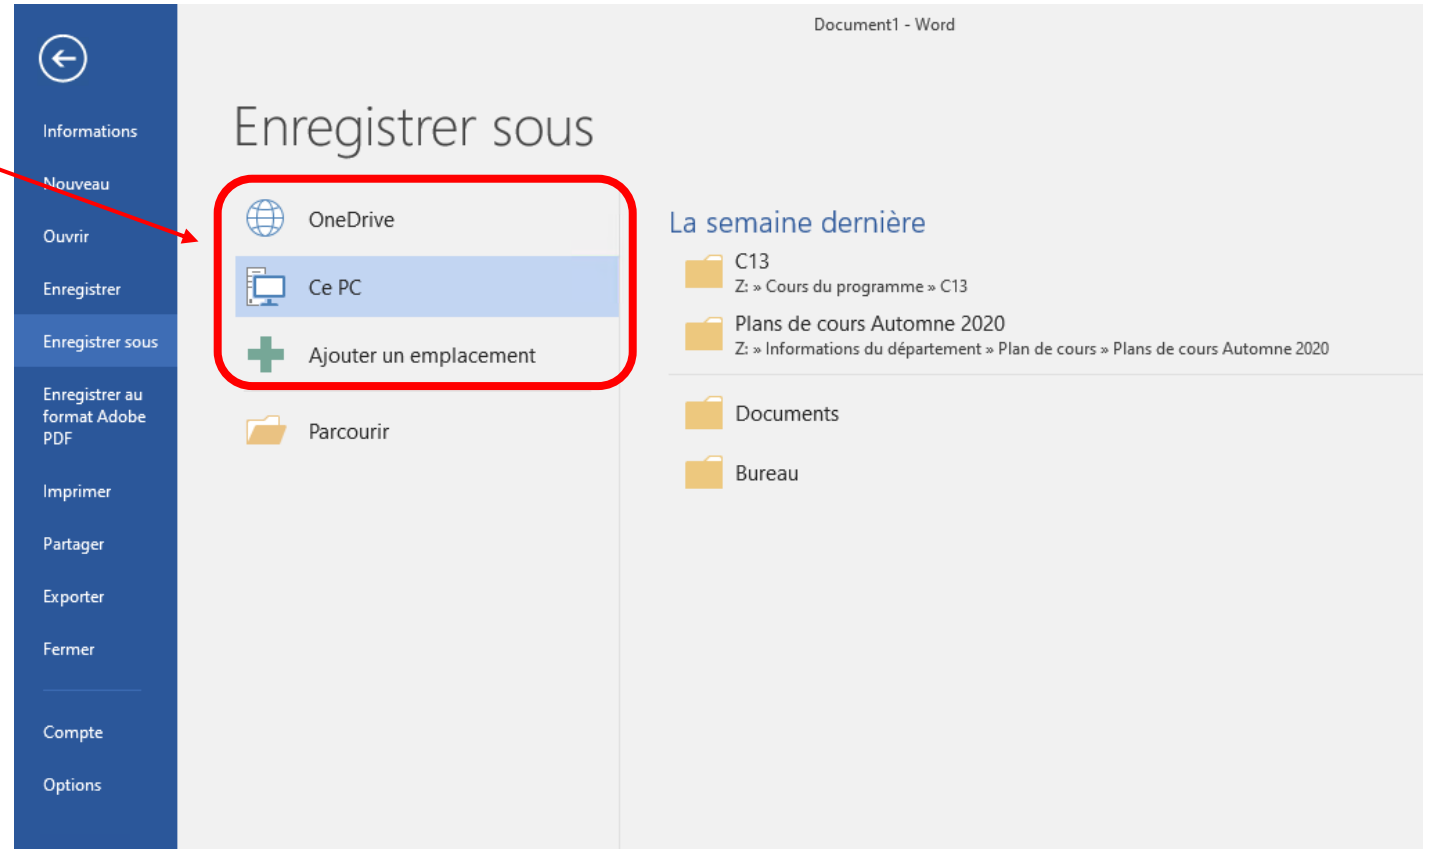 Document1 - Word
Informations
Nouveau
Ouvrir
Enregistrer
Enregistrer sous
Enregistrer au
format Adobe
PDF
Imprimer
Partager
Exporter
Fermer
Compte
Options
Enregistrer sous
OneDrive
Ce PC
Ajouter un emplacement
Parcourir
La semaine dernière
C13
Z: » Cours du programme » C13
Plans de cours Automne 2020
Z: » Informations du département » Plan de cours » Plans de cours Automne 2020
Documents
Bureau